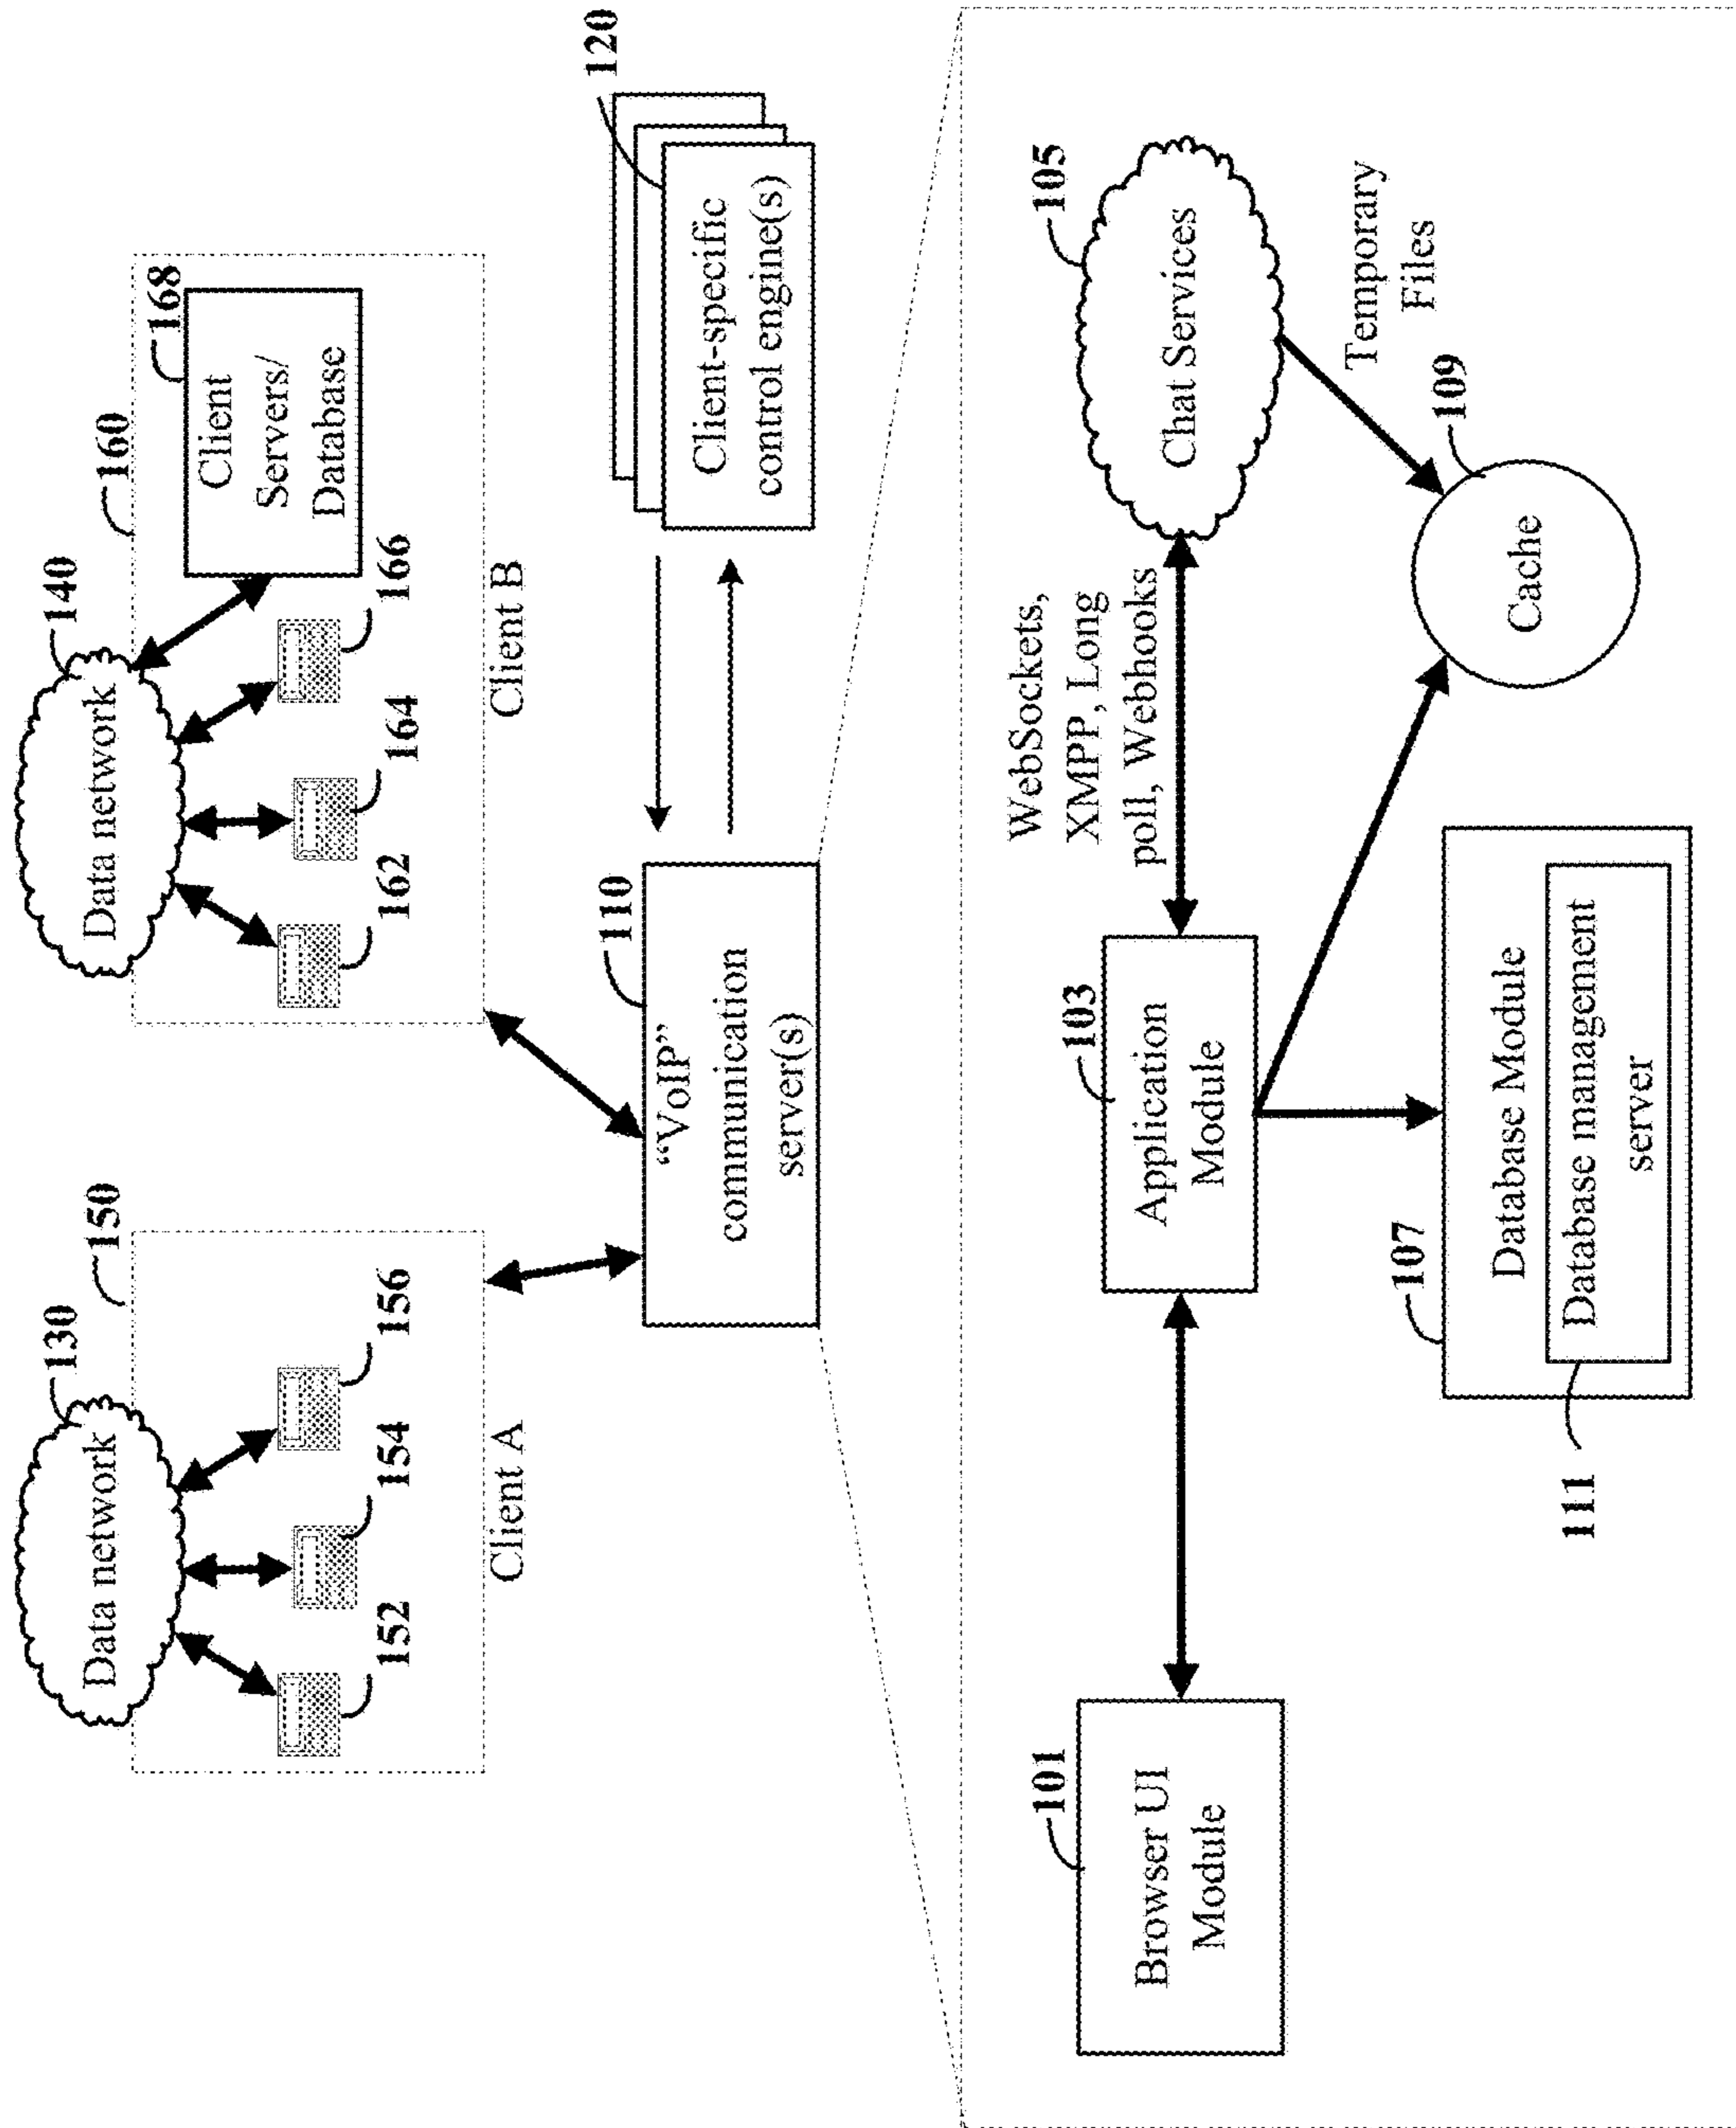 130
Data network
150
152
154
156
Client A
140
Data network
160
168
Client
Servers/
Database
162
164
166
Client B
110
“VoIP”
communication
server(s)
120
Client-specific
control engine(s)
101
Browser UI
Module
103
Application
Module
WebSockets,
XMPP, Long
poll, Webhooks
105
Chat Services
Temporary
Files
107
Database Module
Database management
server
111
109
Cache